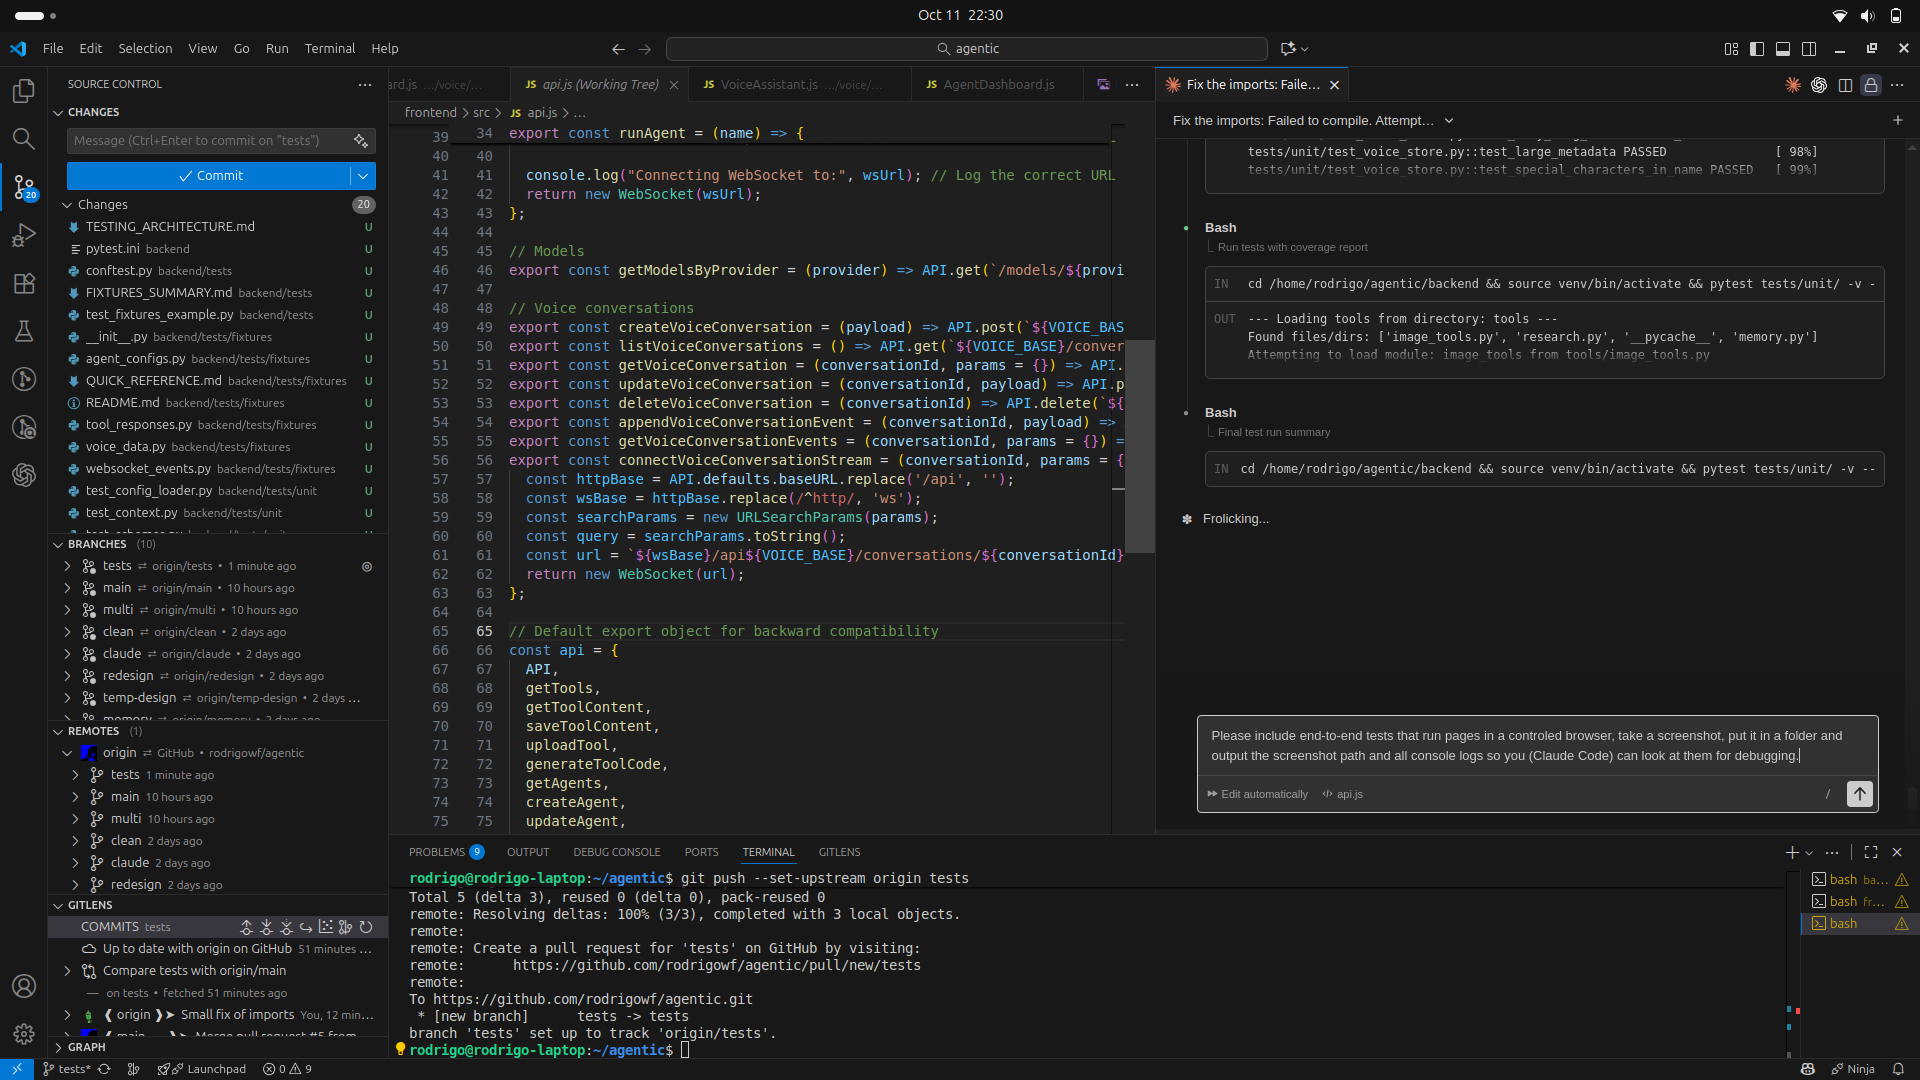 Oct 11 22:30
File Edit Selection View Go Run Terminal Help
agentic
SOURCE CONTROL
CHANGES
Message (Ctrl+Enter to commit on "tests")
Commit
Changes 20
TESTING_ARCHITECTURE.md U
pytest.ini backend U
conftest.py backend/tests U
FIXTURES_SUMMARY.md backend/tests U
test_fixtures_example.py backend/tests U
__init__.py backend/tests/fixtures U
agent_configs.py backend/tests/fixtures U
QUICK_REFERENCE.md backend/tests/fixtures U
README.md backend/tests/fixtures U
tool_responses.py backend/tests/fixtures U
voice_data.py backend/tests/fixtures U
websocket_events.py backend/tests/fixtures U
test_config_loader.py backend/tests/unit U
test_context.py backend/tests/unit U
20
BRANCHES (10)
tests ⇄ origin/tests • 1 minute ago
main ⇄ origin/main • 10 hours ago
multi ⇄ origin/multi • 10 hours ago
clean ⇄ origin/clean • 2 days ago
claude ⇄ origin/claude • 2 days ago
redesign ⇄ origin/redesign • 2 days ago
temp-design ⇄ origin/temp-design • 2 days ...
memory ⇄ origin/memory • 2 days ago
REMOTES (1)
origin ⇄ GitHub • rodrigowf/agentic
tests 1 minute ago
main 10 hours ago
multi 10 hours ago
clean 2 days ago
claude 2 days ago
redesign 2 days ago
GITLENS
COMMITS tests
Up to date with origin on GitHub 51 minutes ...
Compare tests with origin/main
— on tests • fetched 51 minutes ago
❰ origin ❱➤ Small fix of imports You, 12 min...
GRAPH
ard.js .../voice/...
api.js (Working Tree)
VoiceAssistant.js .../voice/...
AgentDashboard.js
frontend > src > JS api.js > ...
39 34 export const runAgent = (name) => {
40 40
41 41 console.log("Connecting WebSocket to:", wsUrl); // Log the correct URL
42 42 return new WebSocket(wsUrl);
43 43 };
44 44
45 45 // Models
46 46 export const getModelsByProvider = (provider) => API.get(`/models/${provi
47 47
48 48 // Voice conversations
49 49 export const createVoiceConversation = (payload) => API.post(`${VOICE_BAS
50 50 export const listVoiceConversations = () => API.get(`${VOICE_BASE}/conver
51 51 export const getVoiceConversation = (conversationId, params = {}) => API.
52 52 export const updateVoiceConversation = (conversationId, payload) => API.p
53 53 export const deleteVoiceConversation = (conversationId) => API.delete(`${
54 54 export const appendVoiceConversationEvent = (conversationId, payload) =>
55 55 export const getVoiceConversationEvents = (conversationId, params = {}) =
56 56 export const connectVoiceConversationStream = (conversationId, params = {
57 57 const httpBase = API.defaults.baseURL.replace('/api', '');
58 58 const wsBase = httpBase.replace(/^http/, 'ws');
59 59 const searchParams = new URLSearchParams(params);
60 60 const query = searchParams.toString();
61 61 const url = `${wsBase}/api${VOICE_BASE}/conversations/${conversationId}
62 62 return new WebSocket(url);
63 63 };
64 64
65 65 // Default export object for backward compatibility
66 66 const api = {
67 67 API,
68 68 getTools,
69 69 getToolContent,
70 70 saveToolContent,
71 71 uploadTool,
72 72 generateToolCode,
73 73 getAgents,
74 74 createAgent,
75 75 updateAgent,
Fix the imports: Faile...
Fix the imports: Failed to compile. Attempt...
tests/unit/test_voice_store.py::test_large_metadata PASSED [ 98%]
tests/unit/test_voice_store.py::test_special_characters_in_name PASSED [ 99%]
Bash
Run tests with coverage report
IN cd /home/rodrigo/agentic/backend && source venv/bin/activate && pytest tests/unit/ -v -
OUT --- Loading tools from directory: tools ---
Found files/dirs: ['image_tools.py', 'research.py', '__pycache__', 'memory.py']
Attempting to load module: image_tools from tools/image_tools.py
Bash
Final test run summary
IN cd /home/rodrigo/agentic/backend && source venv/bin/activate && pytest tests/unit/ -v --
Frolicking...
Please include end-to-end tests that run pages in a controled browser, take a screenshot, put it in a folder and
output the screenshot path and all console logs so you (Claude Code) can look at them for debugging.
Edit automatically api.js /
PROBLEMS 9 OUTPUT DEBUG CONSOLE PORTS TERMINAL GITLENS
rodrigo@rodrigo-laptop:~/agentic$ git push --set-upstream origin tests
Total 5 (delta 3), reused 0 (delta 0), pack-reused 0
remote: Resolving deltas: 100% (3/3), completed with 3 local objects.
remote:
remote: Create a pull request for 'tests' on GitHub by visiting:
remote: https://github.com/rodrigowf/agentic/pull/new/tests
remote:
To https://github.com/rodrigowf/agentic.git
* [new branch] tests -> tests
branch 'tests' set up to track 'origin/tests'.
rodrigo@rodrigo-laptop:~/agentic$
bash ba...
bash fr...
bash
tests* Launchpad 0 9 Ninja